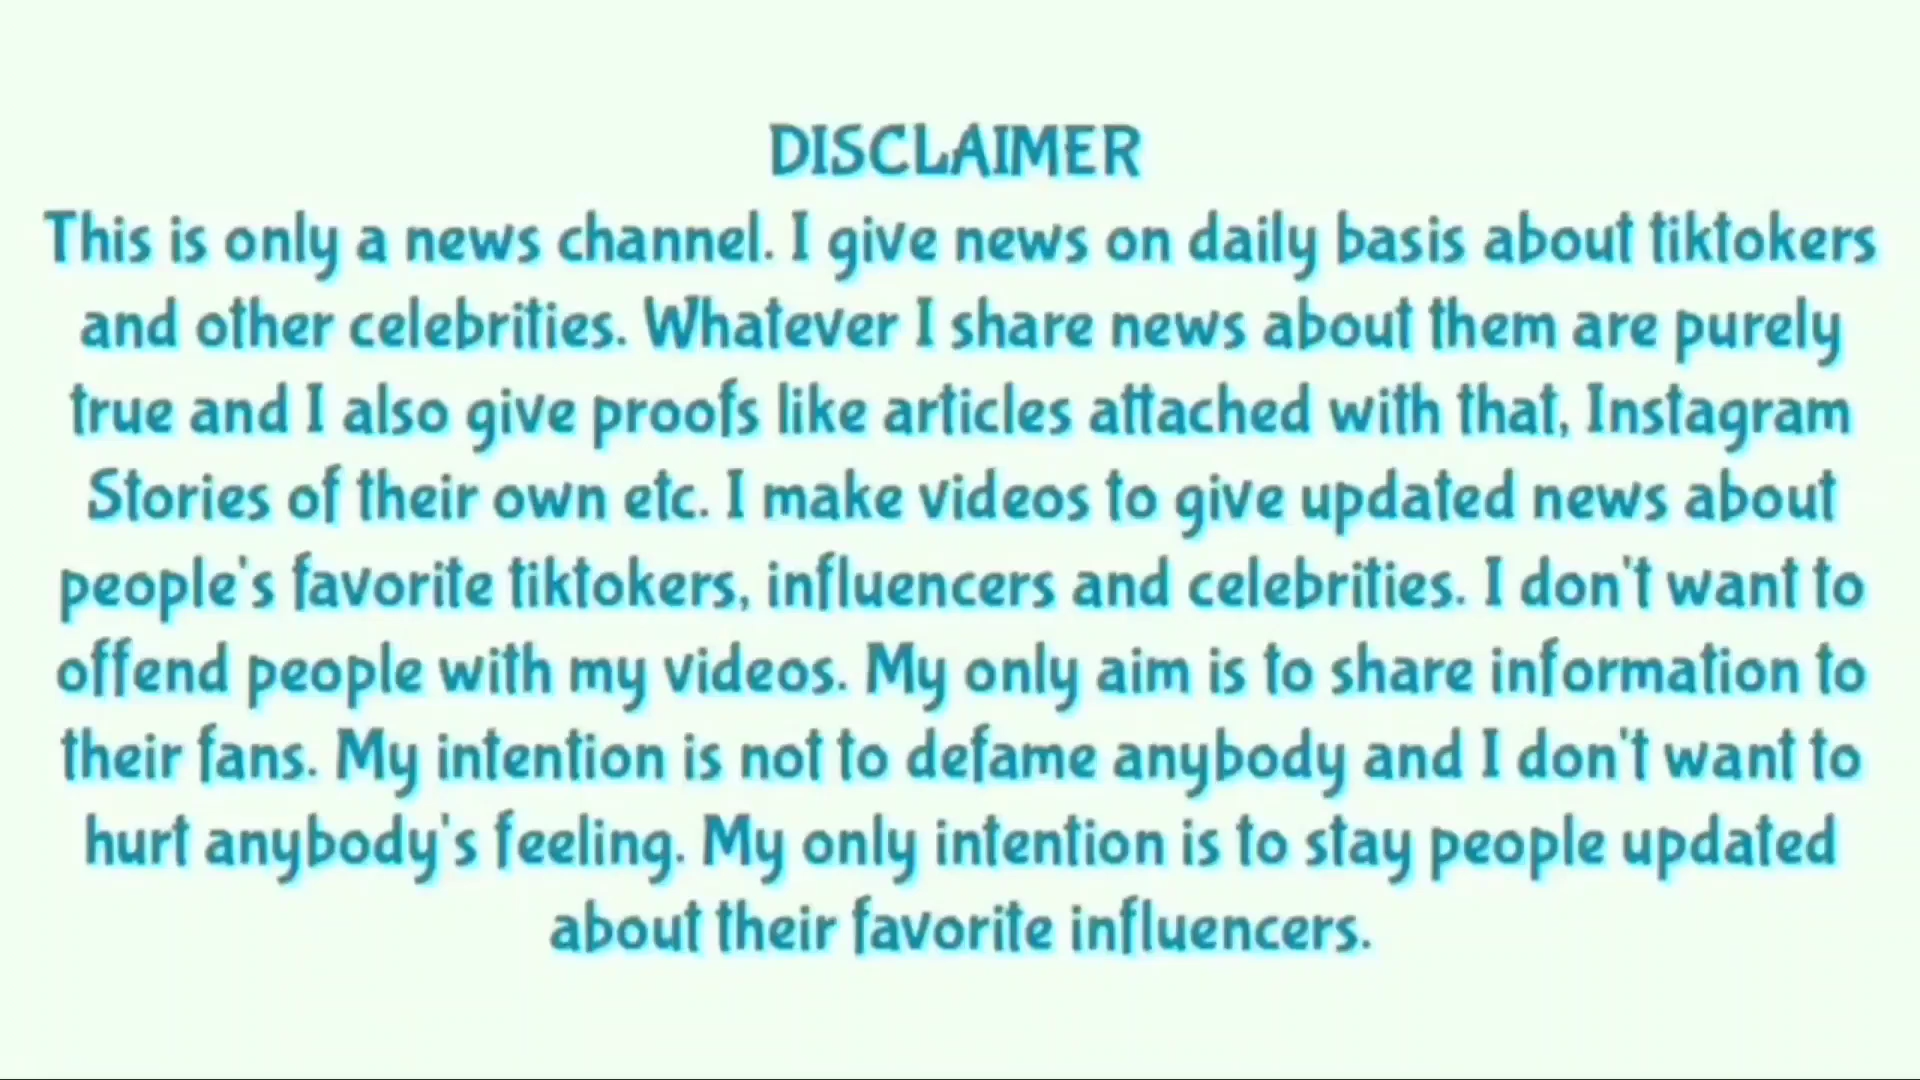 DISCLAIMER
This is only a news channel. I give news on daily basis about tiktokers
and other celebrities. Whatever I share news about them are purely
true and I also give proofs like articles attached with that, Instagram
Stories of their own etc. I make videos to give updated news about
people's favorite tiktokers, influencers and celebrities. I don't want to
offend people with my videos. My only aim is to share information to
their fans. My intention is not to defame anybody and I don't want to
hurt anybody's feeling. My only intention is to stay people updated
about their favorite influencers.